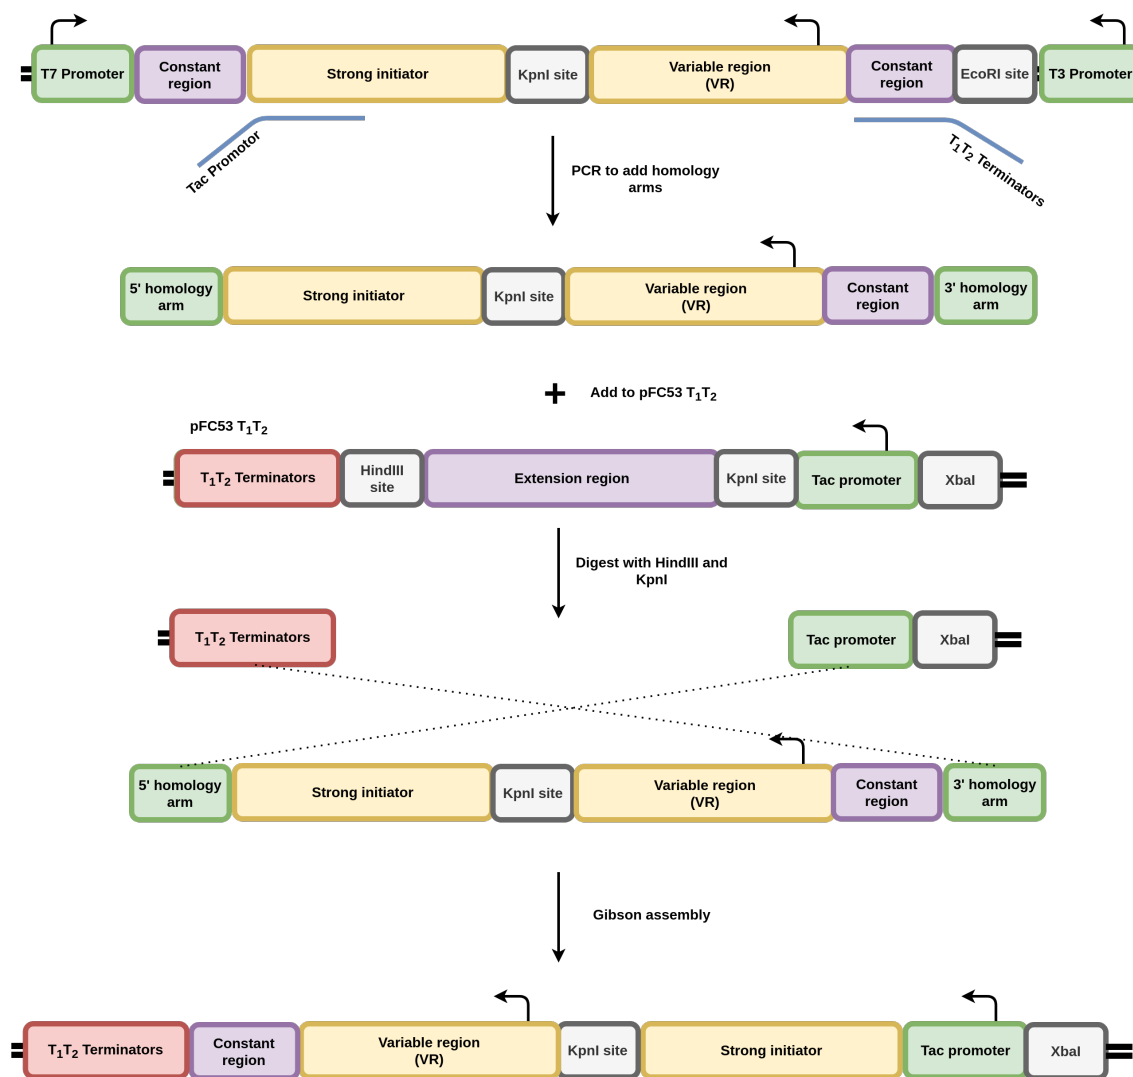 T7 Promoter
Constant
region
Strong initiator
KpnI site
Variable region
(VR)
Constant
region
EcoRI site
T3 Promoter
Tac Promotor
T1T2 Terminators
PCR to add homology
arms
5' homology
arm
Strong initiator
KpnI site
Variable region
(VR)
Constant
region
3' homology
arm
Add to pFC53 T1T2
pFC53 T1T2
T1T2 Terminators
HindIII
site
Extension region
KpnI site
Tac promoter
XbaI
Digest with HindIII and
KpnI
T1T2 Terminators
Tac promoter
XbaI
5' homology
arm
Strong initiator
KpnI site
Variable region
(VR)
Constant
region
3' homology
arm
Gibson assembly
T1T2 Terminators
Constant
region
Variable region
(VR)
KpnI site
Strong initiator
Tac promoter
XbaI